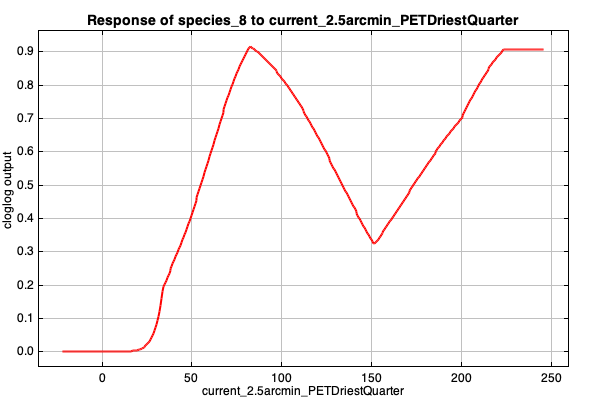 Response of species_8 to current_2.5arcmin_PETDriestQuarter
cloglog output
0.9
0.8
0.7
0.6
0.5
0.4
0.3
0.2
0.1
0.0
0 50 100 150 200 250
current_2.5arcmin_PETDriestQuarter